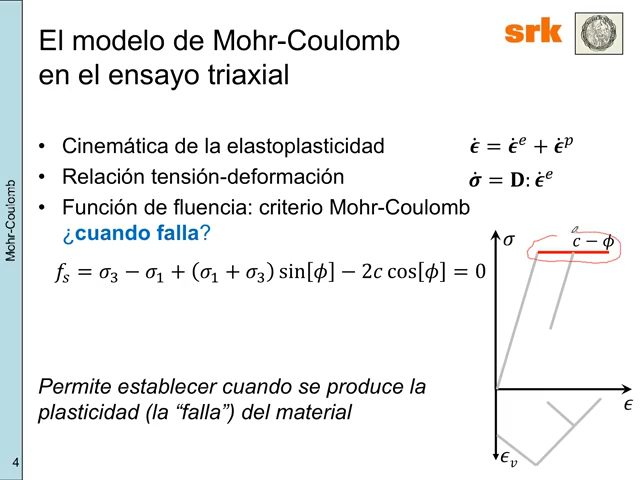 El modelo de Mohr-Coulomb
en el ensayo triaxial
srk
• Cinemática de la elastoplasticidad
𝝐̇ = 𝝐̇ᵉ + 𝝐̇ᵖ
• Relación tensión-deformación
𝝈̇ = 𝐃: 𝝐̇ᵉ
• Función de fluencia: criterio Mohr-Coulomb
¿cuando falla?
f_s = σ₃ − σ₁ + (σ₁ + σ₃) sin[ϕ] − 2c cos[ϕ] = 0
σ
c − ϕ
ϵ
ϵ_v
Permite establecer cuando se produce la
plasticidad (la “falla”) del material
Mohr-Coulomb
4